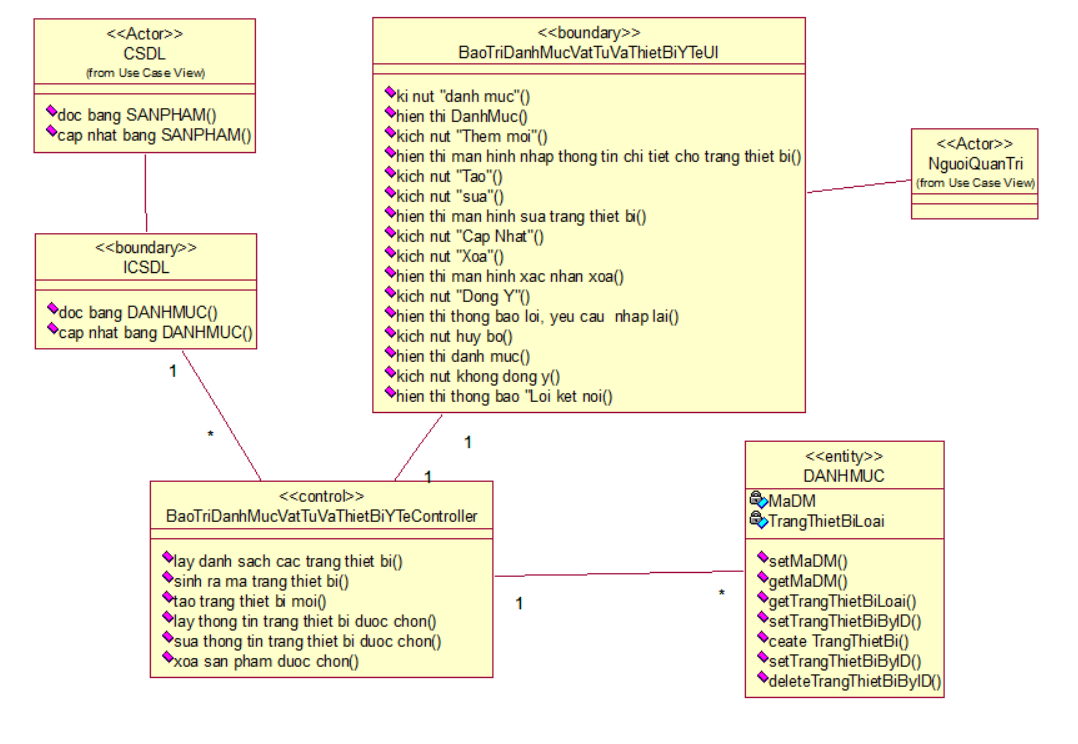 <<Actor>>
CSDL
(from Use Case View)
doc bang SANPHAM()
cap nhat bang SANPHAM()
<<boundary>>
ICSDL
doc bang DANHMUC()
cap nhat bang DANHMUC()
<<boundary>>
BaoTriDanhMucVatTuVaThietBiYTeUI
ki nut "danh muc"()
hien thi DanhMuc()
kich nut "Them moi"()
hien thi man hinh nhap thong tin chi tiet cho trang thiet bi()
kich nut "Tao"()
kich nut "sua"()
hien thi man hinh sua trang thiet bi()
kich nut "Cap Nhat"()
kich nut "Xoa"()
hien thi man hinh xac nhan xoa()
kich nut "Dong Y"()
hien thi thong bao loi, yeu cau nhap lai()
kich nut huy bo()
hien thi danh muc()
kich nut khong dong y()
hien thi thong bao "Loi ket noi()
<<Actor>>
NguoiQuanTri
(from Use Case View)
1
*
1
1
<<control>>
BaoTriDanhMucVatTuVaThietBiYTeController
lay danh sach cac trang thiet bi()
sinh ra ma trang thiet bi()
tao trang thiet bi moi()
lay thong tin trang thiet bi duoc chon()
sua thong tin trang thiet bi duoc chon()
xoa san pham duoc chon()
1
*
<<entity>>
DANHMUC
MaDM
TrangThietBiLoai
setMaDM()
getMaDM()
getTrangThietBiLoai()
setTrangThietBiByID()
ceate TrangThietBi()
setTrangThietBiByID()
deleteTrangThietBiByID()